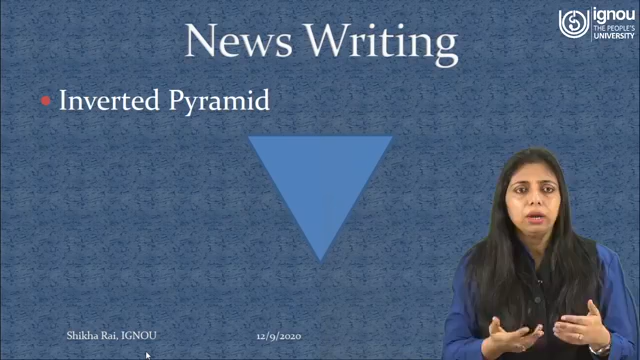 ignou
THE PEOPLE'S
UNIVERSITY
News Writing
• Inverted Pyramid
Shikha Rai, IGNOU
12/9/2020